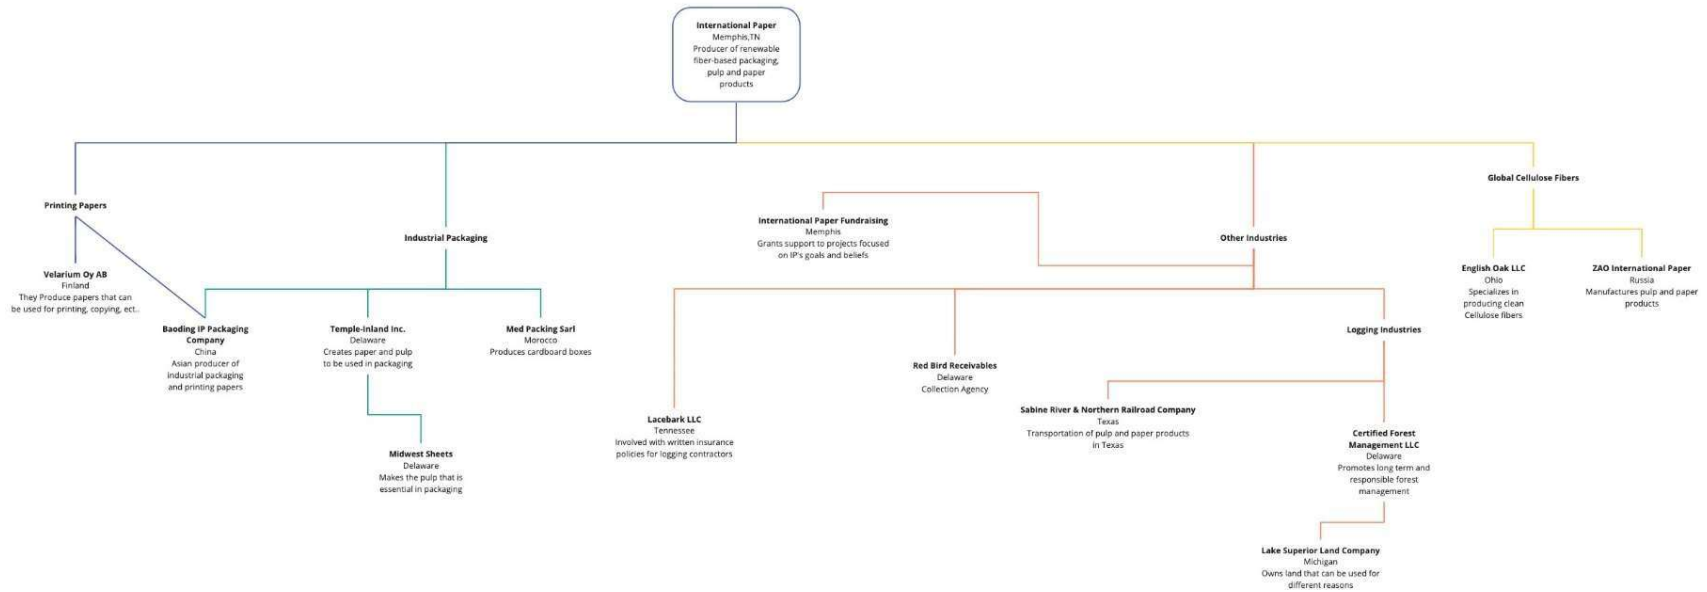 International Paper
Memphis,TN
Producer of renewable
fiber-based packaging,
pulp and paper
products
Printing Papers
Velarium Oy AB
Finland
They Produce papers that can
be used for printing, copying, ect..
Industrial Packaging
Baoding IP Packaging
Company
China
Asian producer of
industrial packaging
and printing papers
Temple-Inland Inc.
Delaware
Creates paper and pulp
to be used in packaging
Midwest Sheets
Delaware
Makes the pulp that is
essential in packaging
Med Packing Sarl
Morocco
Produces cardboard boxes
Other Industries
International Paper Fundraising
Memphis
Grants support to projects focused
on IP's goals and beliefs
Lacebark LLC
Tennessee
Involved with written insurance
policies for logging contractors
Red Bird Receivables
Delaware
Collection Agency
Logging Industries
Sabine River & Northern Railroad Company
Texas
Transportation of pulp and paper products
in Texas
Certified Forest
Management LLC
Delaware
Promotes long term and
responsible forest
management
Lake Superior Land Company
Michigan
Owns land that can be used for
different reasons
Global Cellulose Fibers
English Oak LLC
Ohio
Specializes in
producing clean
Cellulose fibers
ZAO International Paper
Russia
Manufactures pulp and paper
products